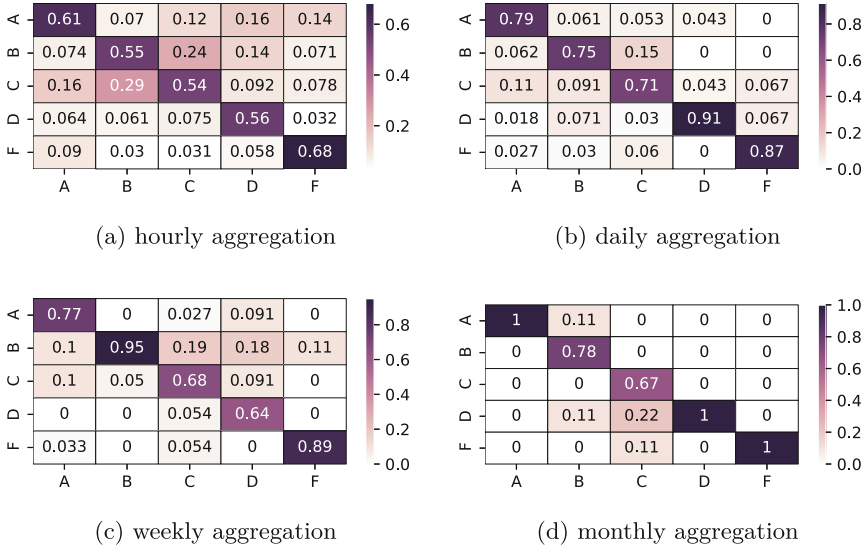 A 0.61 0.07 0.12 0.16 0.14
B 0.074 0.55 0.24 0.14 0.071
C 0.16 0.29 0.54 0.092 0.078
D 0.064 0.061 0.075 0.56 0.032
F 0.09 0.03 0.031 0.058 0.68
A B C D F
0.6
0.4
0.2
(a) hourly aggregation
A 0.79 0.061 0.053 0.043 0
B 0.062 0.75 0.15 0 0
C 0.11 0.091 0.71 0.043 0.067
D 0.018 0.071 0.03 0.91 0.067
F 0.027 0.03 0.06 0 0.87
A B C D F
0.8
0.6
0.4
0.2
0.0
(b) daily aggregation
A 0.77 0 0.027 0.091 0
B 0.1 0.95 0.19 0.18 0.11
C 0.1 0.05 0.68 0.091 0
D 0 0 0.054 0.64 0
F 0.033 0 0.054 0 0.89
A B C D F
0.8
0.6
0.4
0.2
0.0
(c) weekly aggregation
A 1 0.11 0 0 0
B 0 0.78 0 0 0
C 0 0 0.67 0 0
D 0 0.11 0.22 1 0
F 0 0 0.11 0 1
A B C D F
1.0
0.8
0.6
0.4
0.2
0.0
(d) monthly aggregation